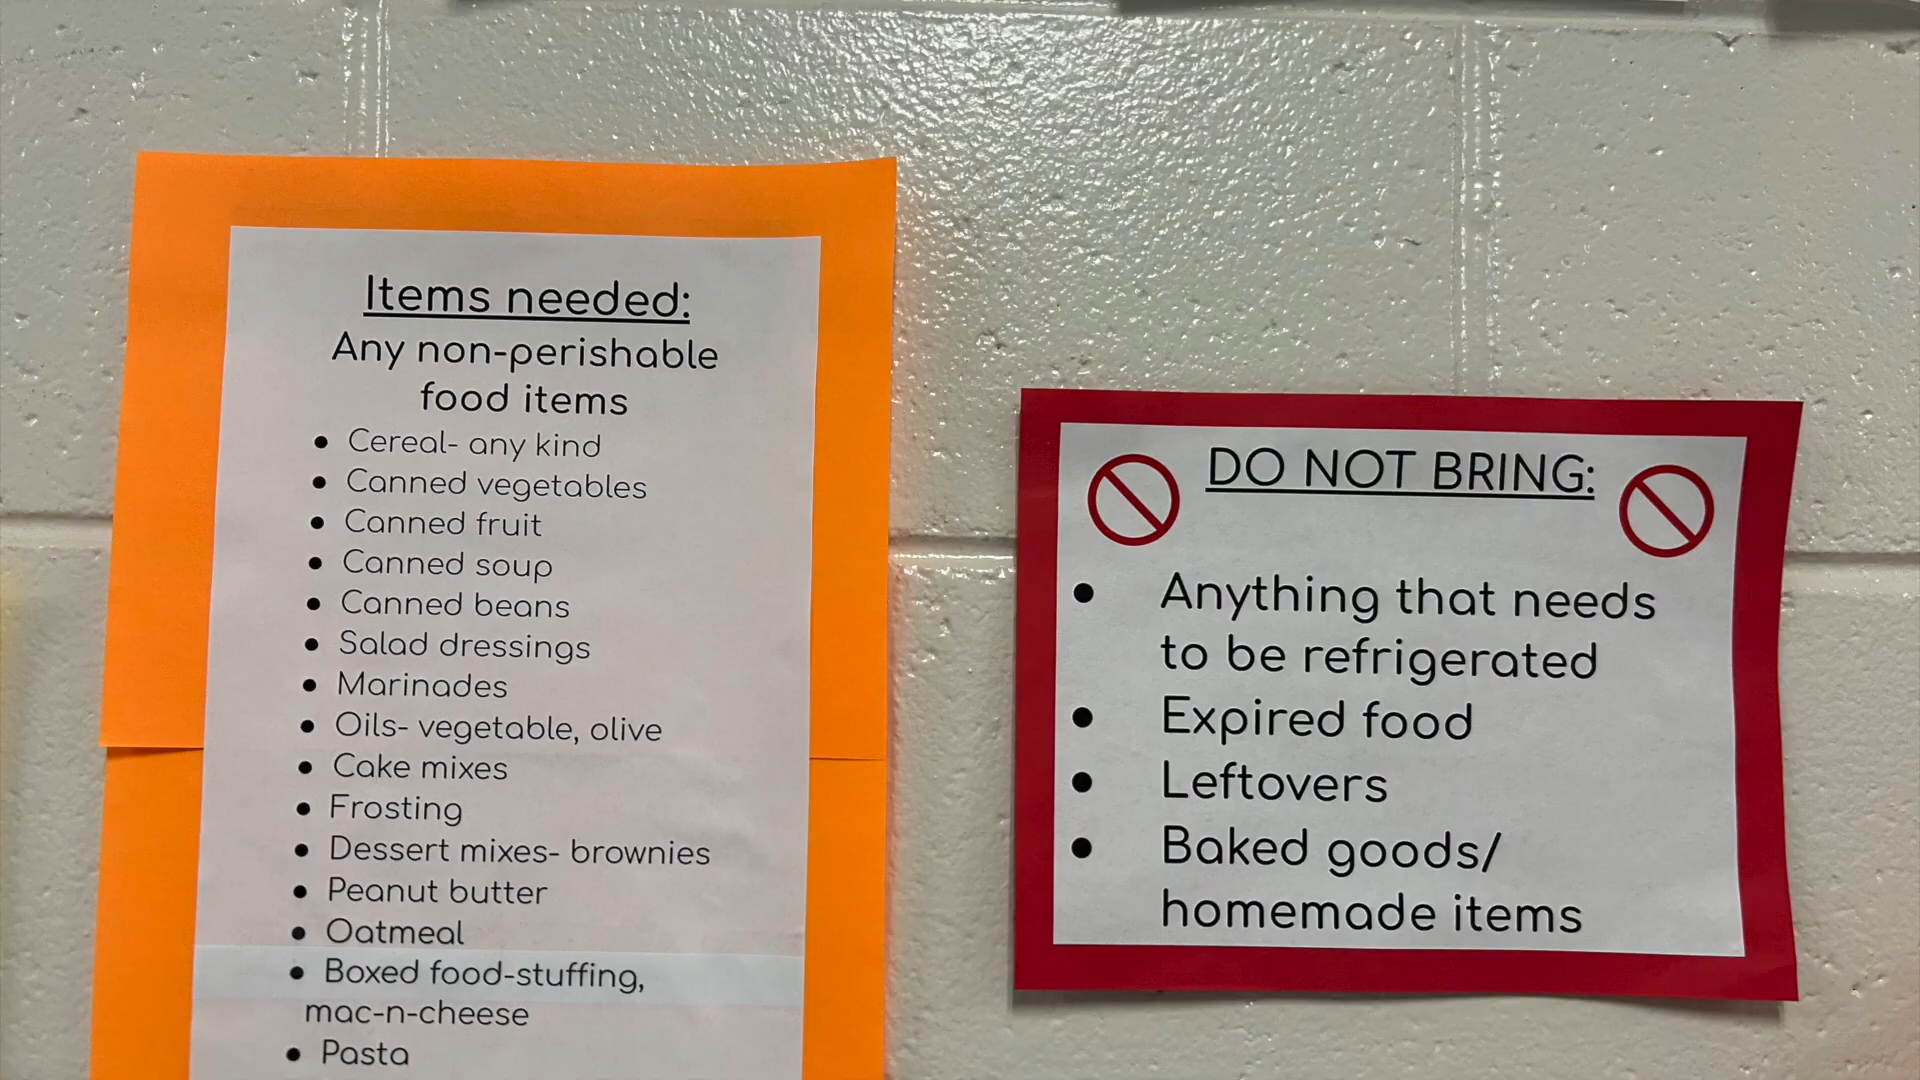 Items needed:
Any non-perishable
food items
● Cereal- any kind
● Canned vegetables
● Canned fruit
● Canned soup
● Canned beans
● Salad dressings
● Marinades
● Oils- vegetable, olive
● Cake mixes
● Frosting
● Dessert mixes- brownies
● Peanut butter
● Oatmeal
● Boxed food-stuffing,
mac-n-cheese
● Pasta
DO NOT BRING:
● Anything that needs
to be refrigerated
● Expired food
● Leftovers
● Baked goods/
homemade items